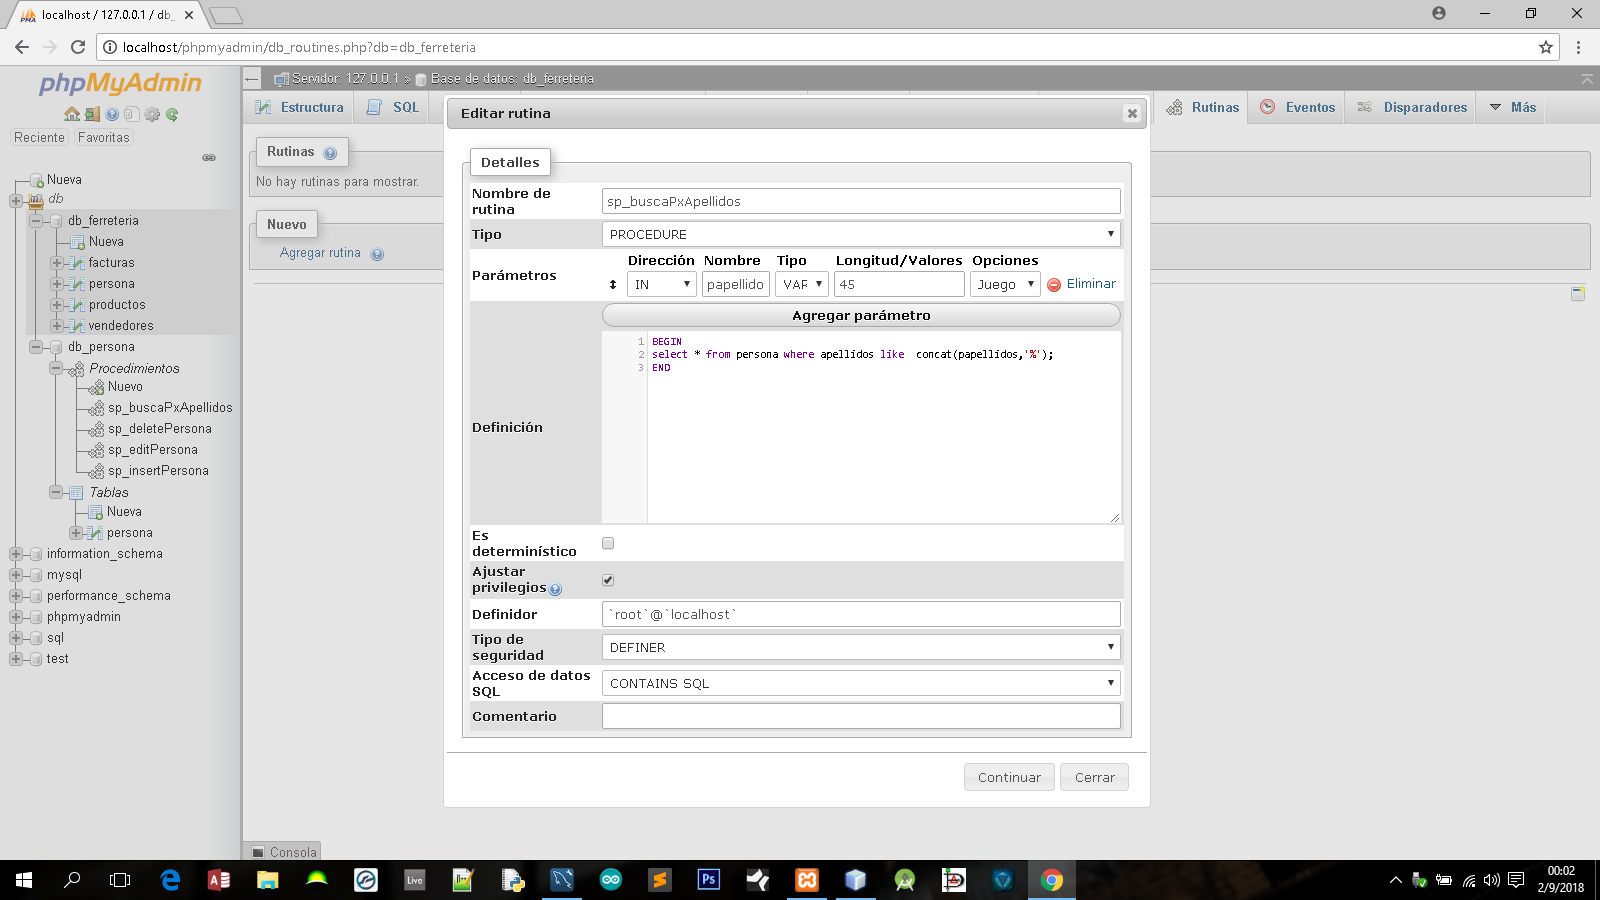 localhost / 127.0.0.1 / db_
localhost/phpmyadmin/db_routines.php?db=db_ferreteria
phpMyAdmin
Reciente
Favoritas
Nueva
db
db_ferreteria
Nueva
facturas
persona
productos
vendedores
db_persona
Procedimientos
Nuevo
sp_buscaPxApellidos
sp_deletePersona
sp_editPersona
sp_insertPersona
Tablas
Nueva
persona
information_schema
mysql
performance_schema
phpmyadmin
sql
test
Servidor: 127.0.0.1 » Base de datos: db_ferreteria
Estructura
SQL
Rutinas
Eventos
Disparadores
Más
Rutinas
No hay rutinas para mostrar.
Nuevo
Agregar rutina
Editar rutina
Detalles
Nombre de rutina
sp_buscaPxApellidos
Tipo
PROCEDURE
Parámetros
Dirección Nombre Tipo Longitud/Valores Opciones
IN papellido VAR 45 Juego Eliminar
Agregar parámetro
Definición
1 BEGIN
2 select * from persona where apellidos like  concat(papellidos,'%');
3 END
Es determinístico
Ajustar privilegios
Definidor
`root`@`localhost`
Tipo de seguridad
DEFINER
Acceso de datos SQL
CONTAINS SQL
Comentario
Continuar
Cerrar
Consola
Live
Ps
00:02
2/9/2018